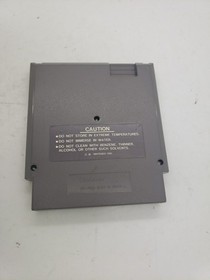 CAUTION
•DO NOT STORE IN EXTREME TEMPERATURES.
•DO NOT IMMERSE IN WATER.
•DO NOT CLEAN WITH BENZENE, THINNER,
ALCOHOL OR OTHER SUCH SOLVENTS.